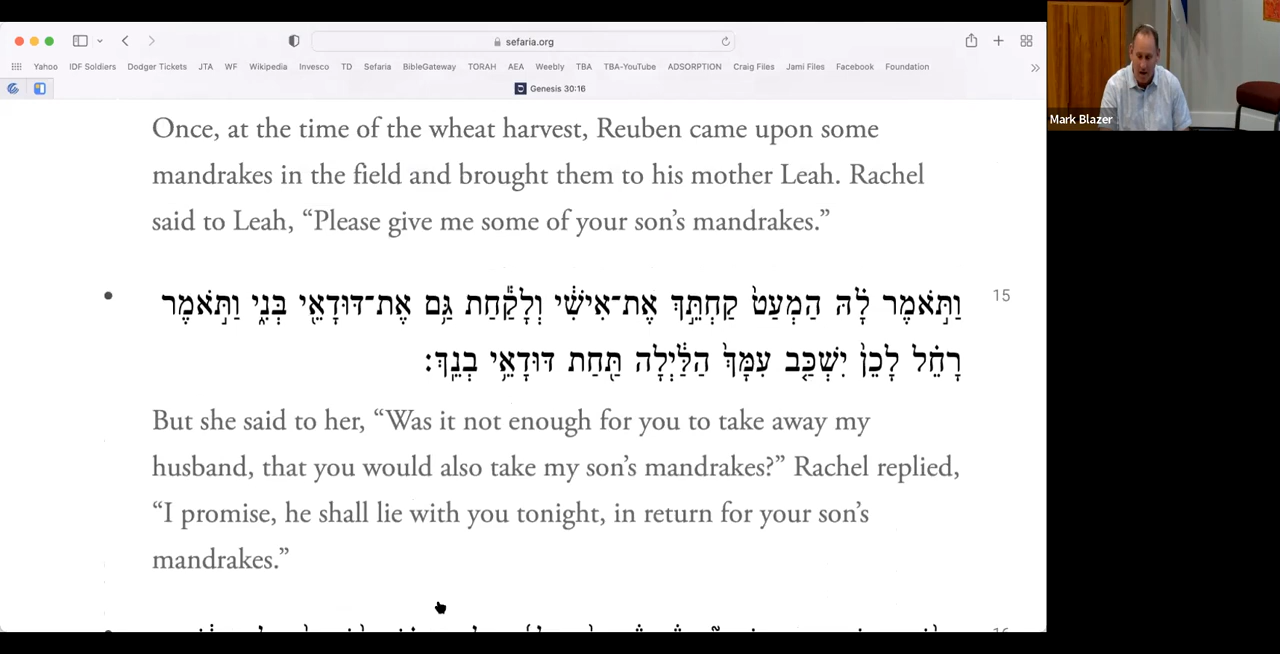 sefaria.org
Yahoo IDF Soldiers Dodger Tickets JTA WF Wikipedia Invesco TD Sefaria BibleGateway TORAH AEA Weebly TBA TBA-YouTube ADSORPTION Craig Files Jami Files Facebook Foundation
Genesis 30:16
Mark Blazer
Once, at the time of the wheat harvest, Reuben came upon some
mandrakes in the field and brought them to his mother Leah. Rachel
said to Leah, “Please give me some of your son’s mandrakes.”
15
וַתֹּ֣אמֶר לָ֗הּ הַמְעַט֙ קַחְתֵּ֣ךְ אֶת־אִישִׁ֔י וְלָקַ֕חַת גַּ֥ם אֶת־דּוּדָאֵ֖י בְּנִ֑י וַתֹּ֣אמֶר
רָחֵ֗ל לָכֵן֙ יִשְׁכַּ֤ב עִמָּךְ֙ הַלַּ֔יְלָה תַּ֖חַת דּוּדָאֵ֥י בְנֵֽךְ׃
But she said to her, “Was it not enough for you to take away my
husband, that you would also take my son’s mandrakes?” Rachel replied,
“I promise, he shall lie with you tonight, in return for your son’s
mandrakes.”